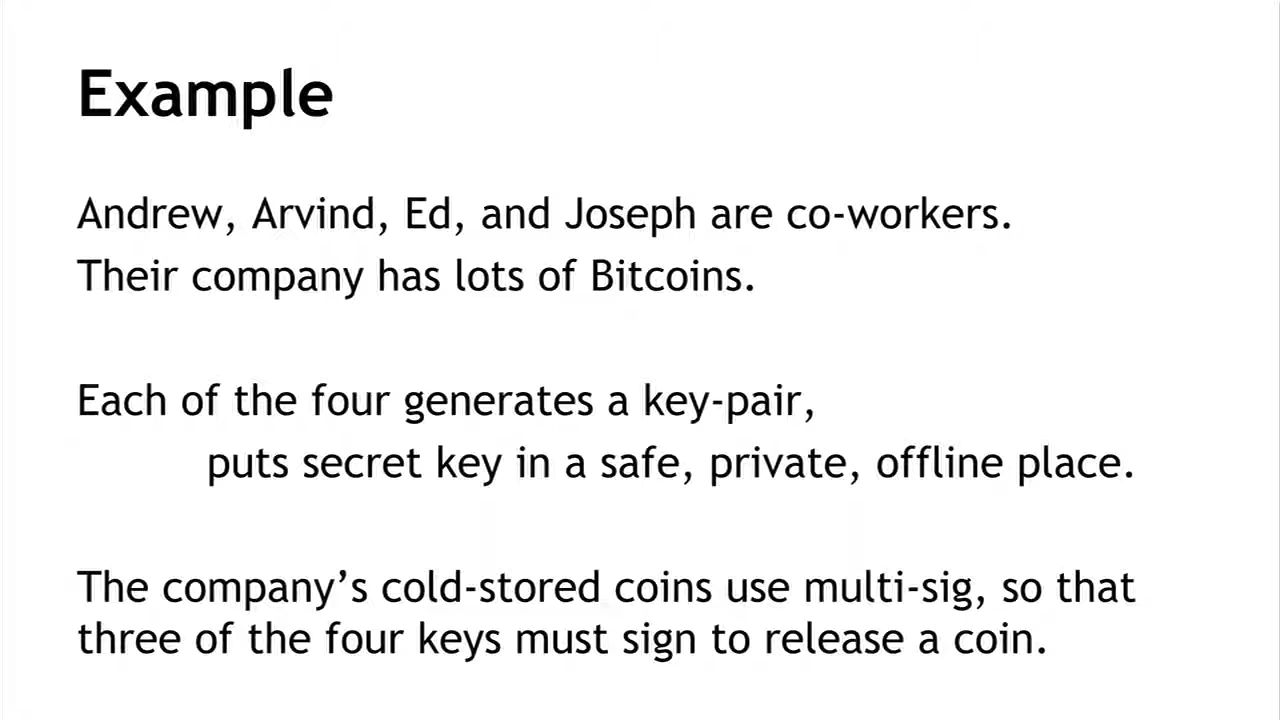 Example
Andrew, Arvind, Ed, and Joseph are co-workers.
Their company has lots of Bitcoins.
Each of the four generates a key-pair,
puts secret key in a safe, private, offline place.
The company’s cold-stored coins use multi-sig, so that
three of the four keys must sign to release a coin.